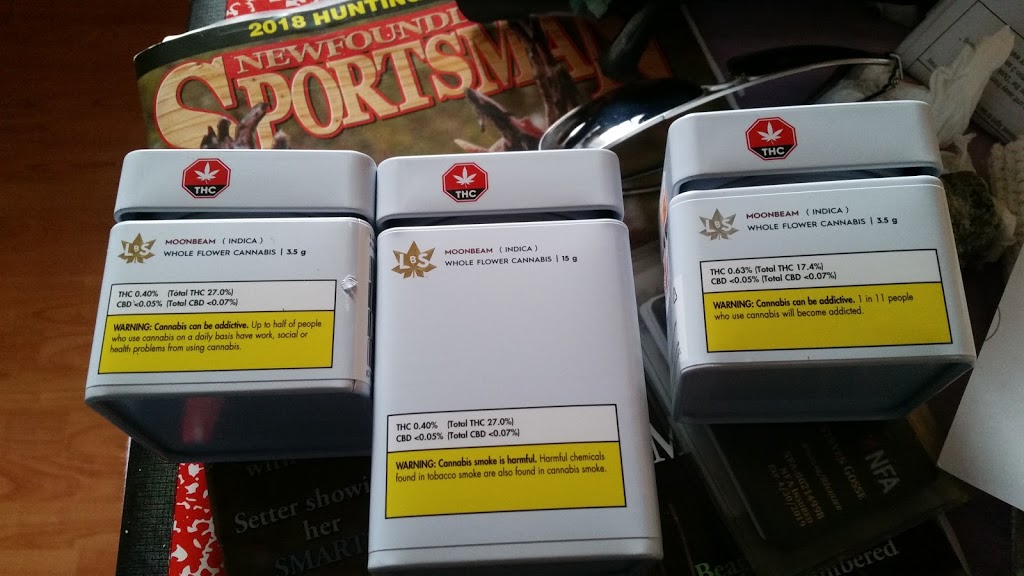 2018 HUNTING
NEWFOUNDL
SPORTSMAN
THC
LBS
MOONBEAM ( INDICA )
WHOLE FLOWER CANNABIS | 3.5 g
THC 0.40% (Total THC 27.0%)
CBD <0.05% (Total CBD <0.07%)
WARNING: Cannabis can be addictive. Up to half of people
who use cannabis on a daily basis have work, social or
health problems from using cannabis.
THC
LBS
MOONBEAM ( INDICA )
WHOLE FLOWER CANNABIS | 15 g
THC 0.40% (Total THC 27.0%)
CBD <0.05% (Total CBD <0.07%)
WARNING: Cannabis smoke is harmful. Harmful chemicals
found in tobacco smoke are also found in cannabis smoke.
THC
LBS
MOONBEAM ( INDICA )
WHOLE FLOWER CANNABIS | 3.5 g
THC 0.63% (Total THC 17.4%)
CBD <0.05% (Total CBD <0.07%)
WARNING: Cannabis can be addictive. 1 in 11 people
who use cannabis will become addicted.
Setter showi
her
SMART
NFA